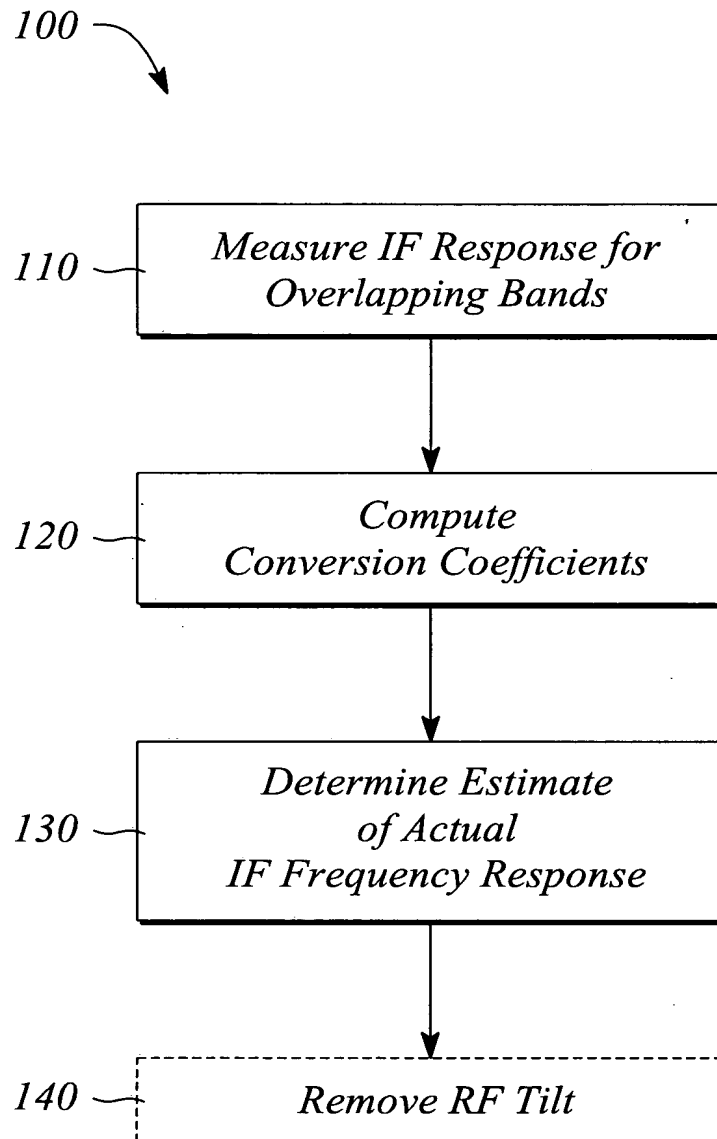 100
110
Measure IF Response for
Overlapping Bands
120
Compute
Conversion Coefficients
130
Determine Estimate
of Actual
IF Frequency Response
140
Remove RF Tilt